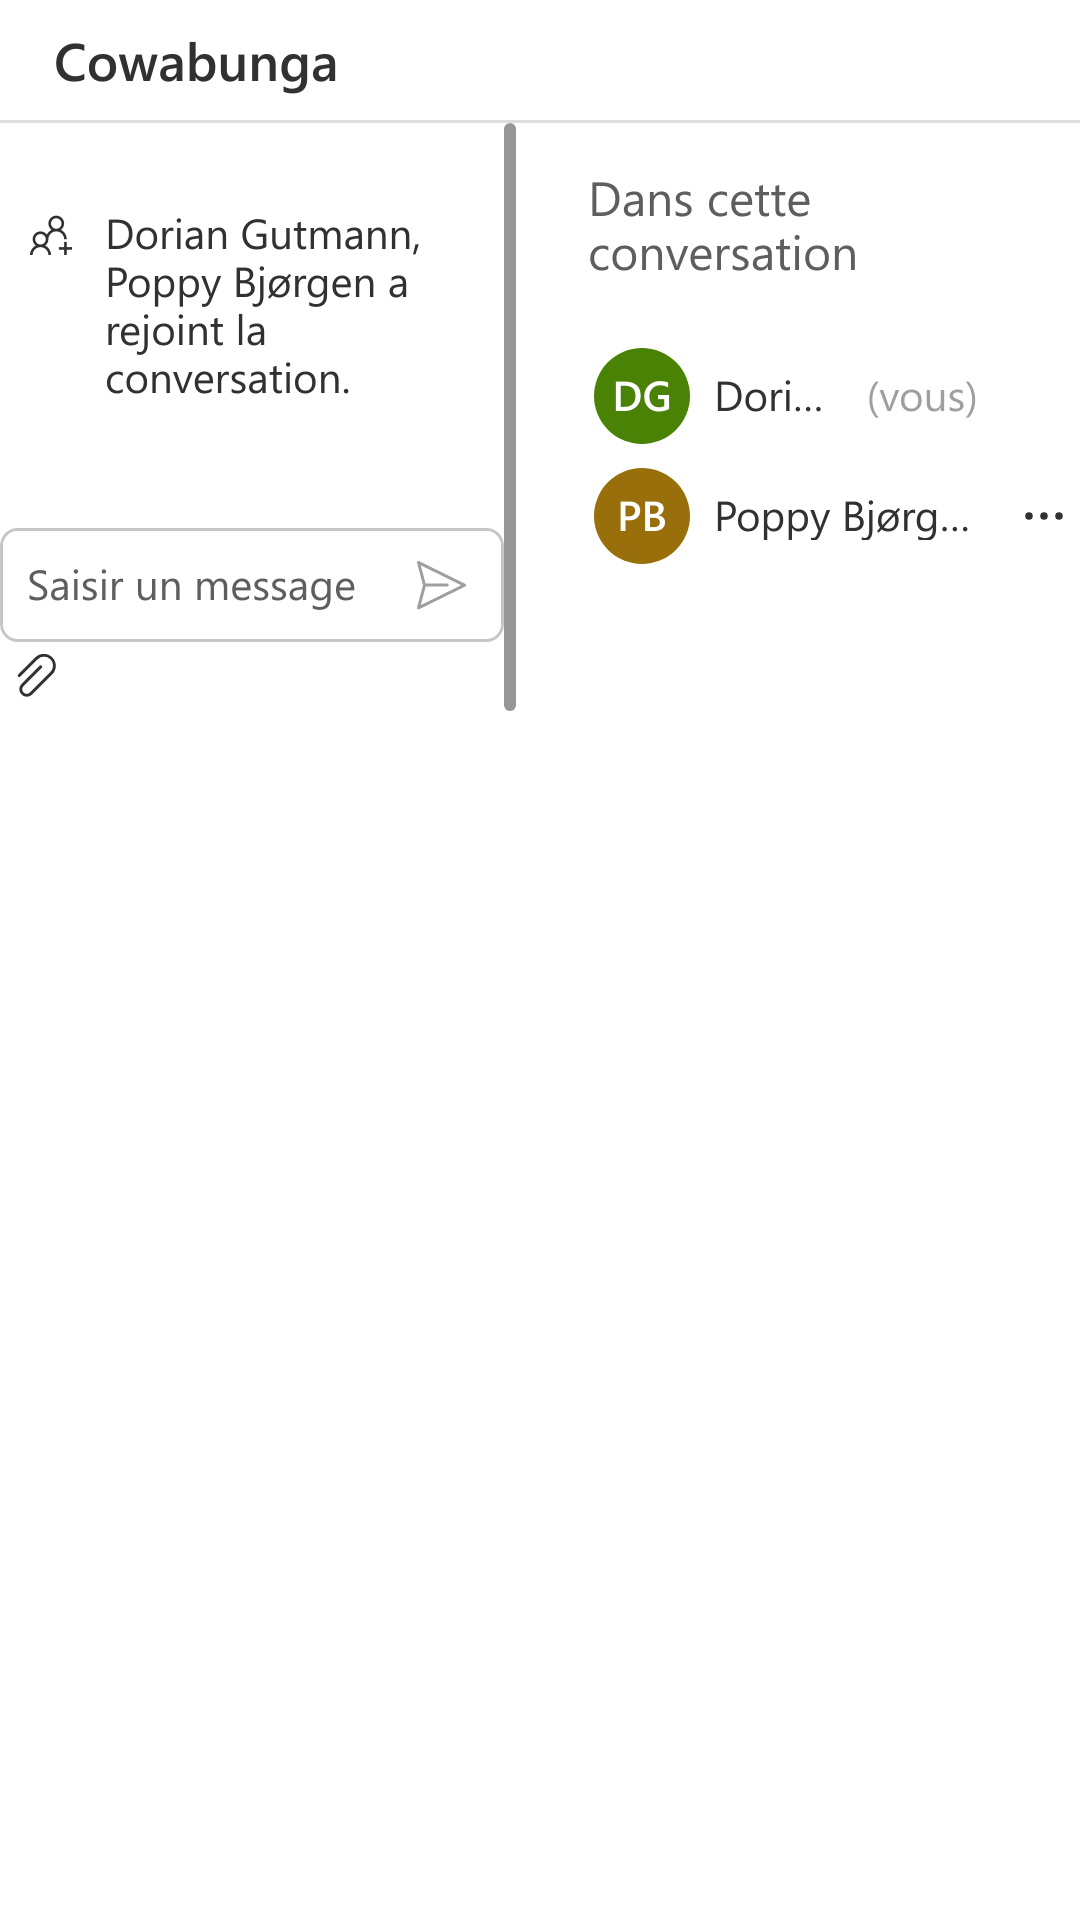 Cowabunga
Dorian Gutmann,
Poppy Bjørgen a
rejoint la
conversation.
Saisir un message
Dans cette
conversation
DG Dori... (vous)
PB Poppy Bjørg...